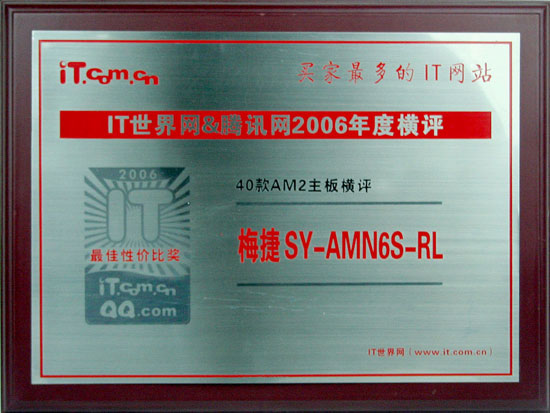 iT.com.cn
买家最多的IT网站
IT世界网&腾讯网2006年度横评
2006
IT
最佳性价比奖
iT.com.cn
QQ.com
40款AM2主板横评
梅捷 SY-AMN6S-RL
IT世界网（www.it.com.cn）